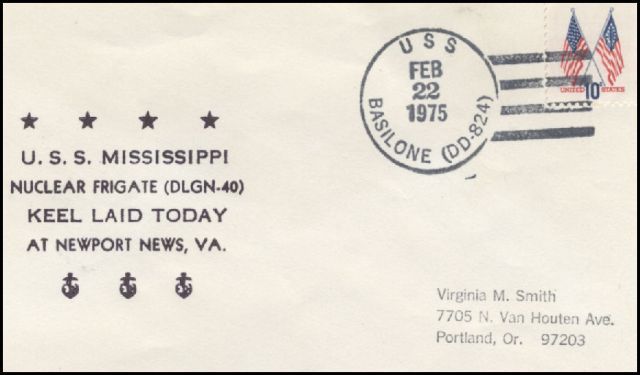 USS
FEB
22
1975
BASILONE (DD-824)
UNITED 10c STATES
U.S.S. MISSISSIPPI
NUCLEAR FRIGATE (DLGN-40)
KEEL LAID TODAY
AT NEWPORT NEWS, VA.
Virginia M. Smith
7705 N. Van Houten Ave.
Portland, Or. 97203